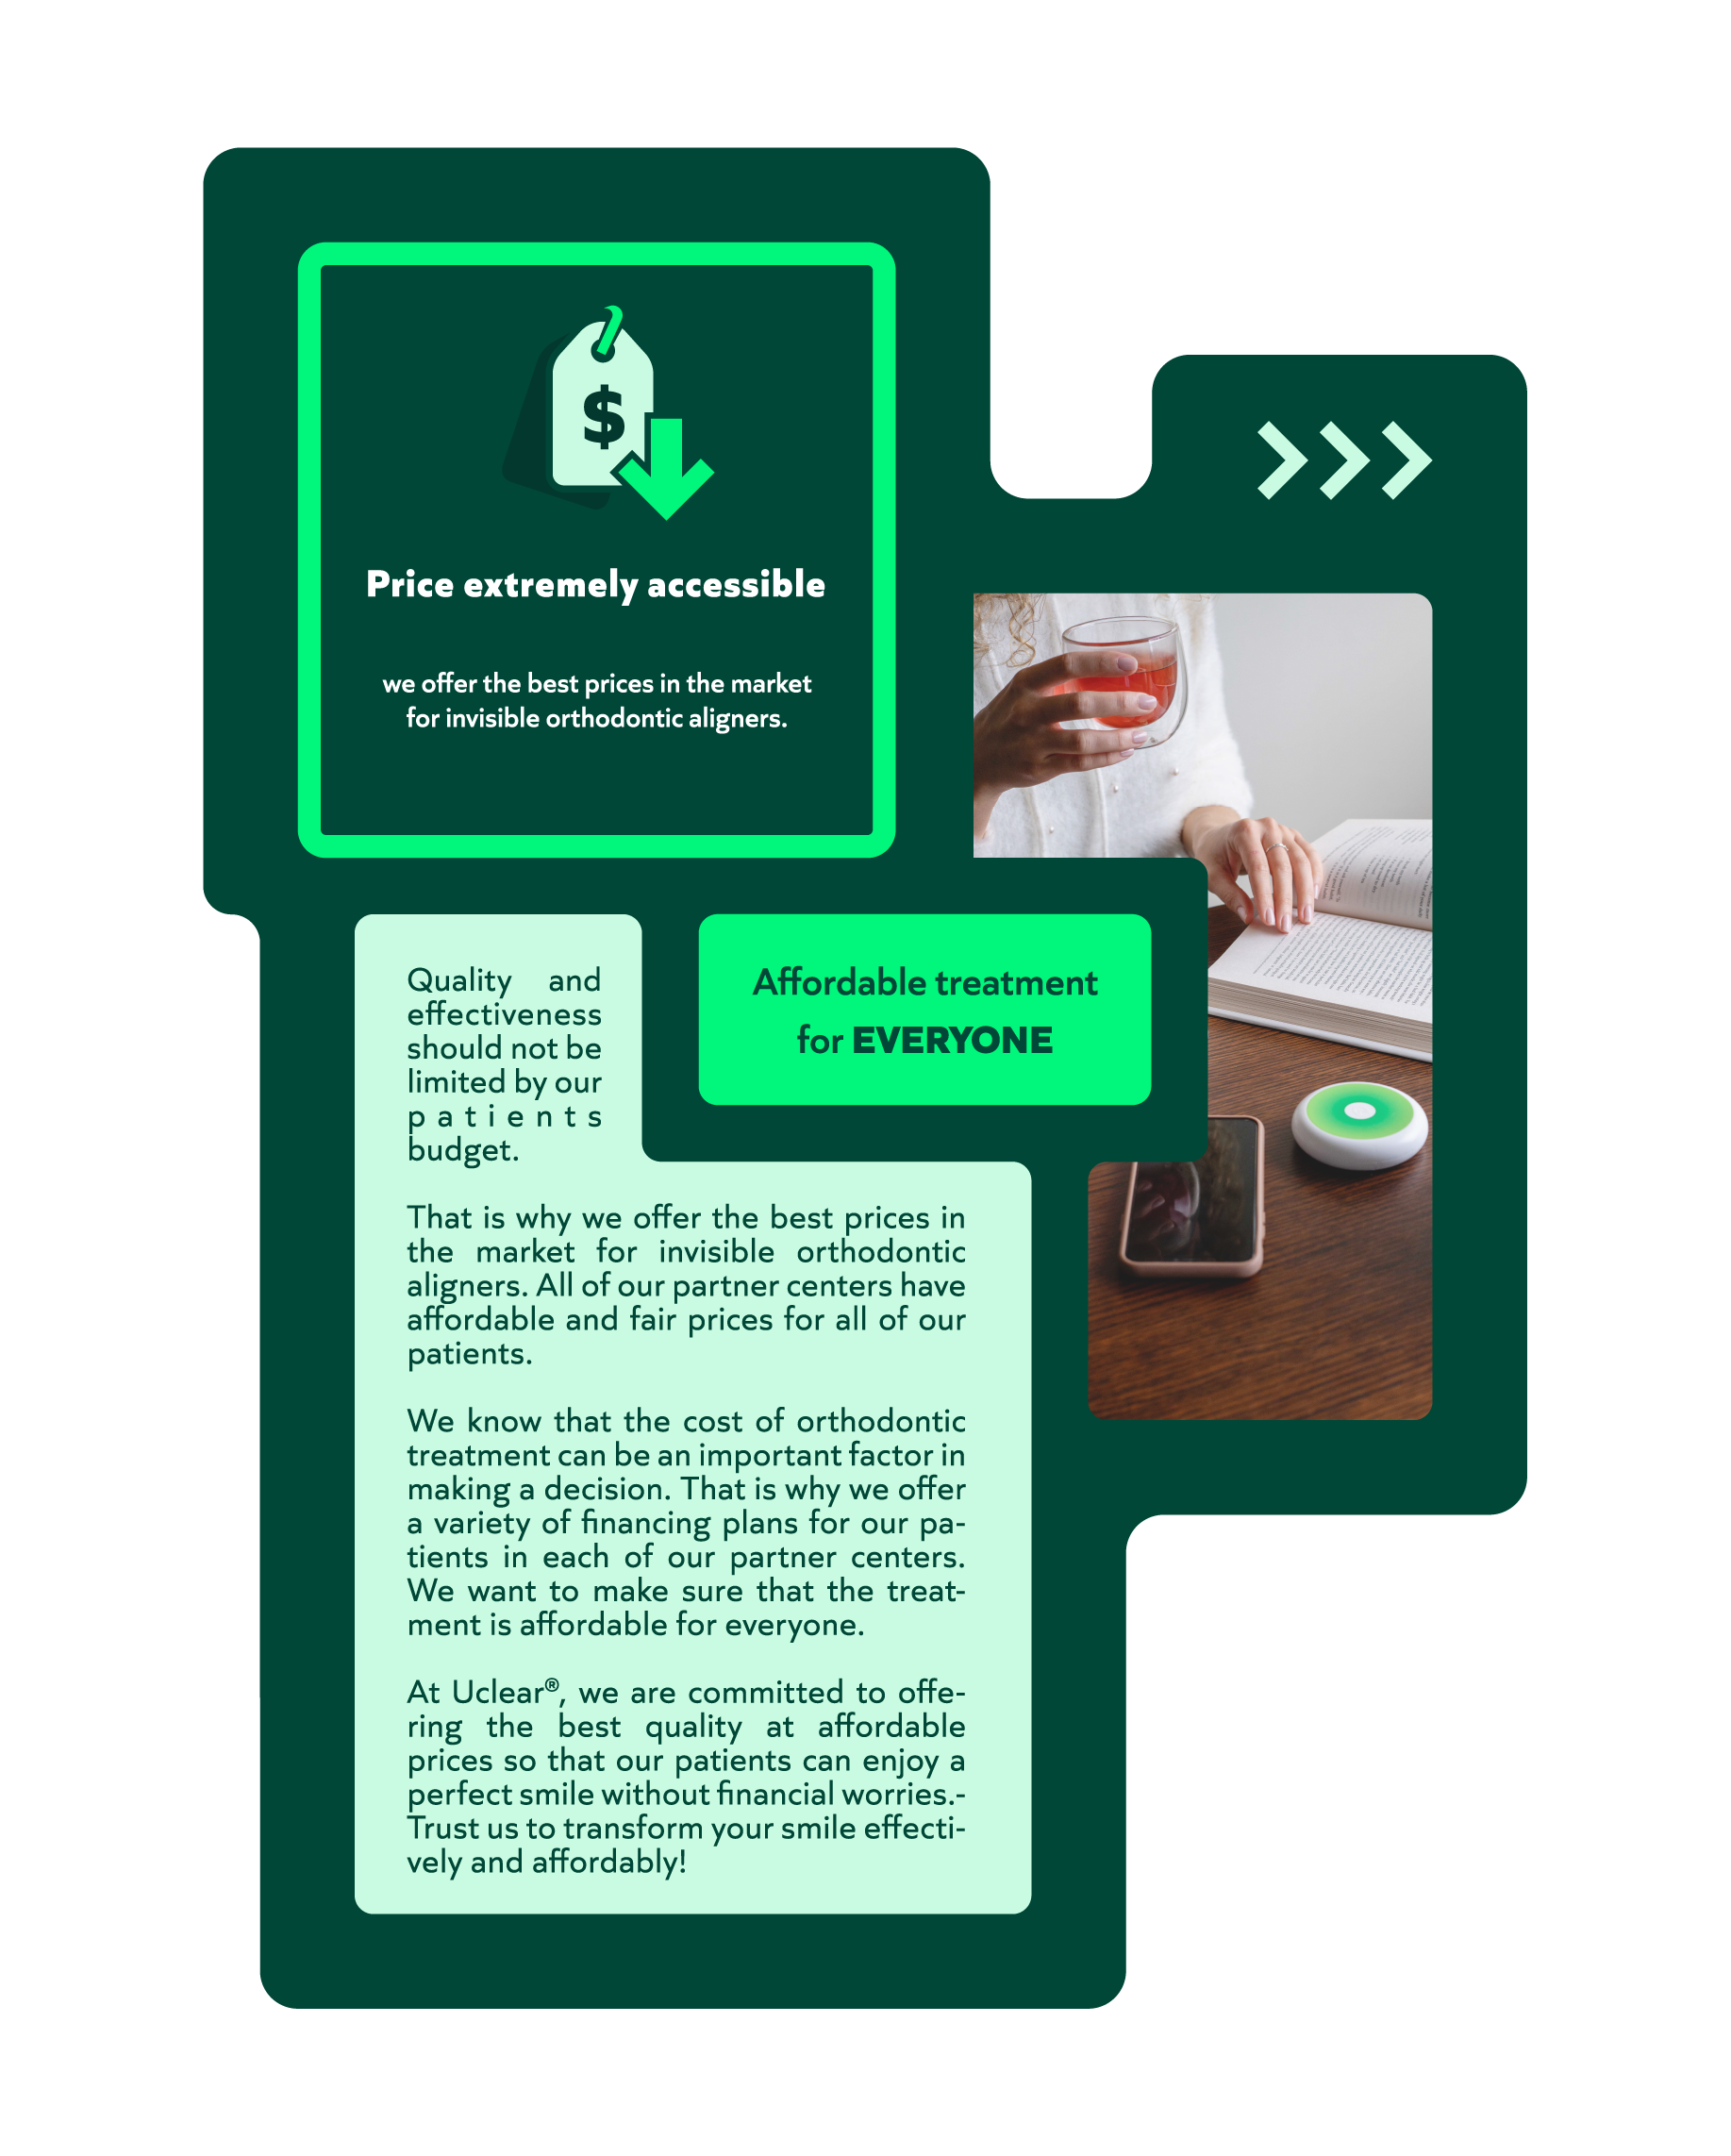 $
Price extremely accessible
we offer the best prices in the market
for invisible orthodontic aligners.
Affordable treatment
for EVERYONE
Quality and
effectiveness
should not be
limited by our
patients
budget.
That is why we offer the best prices in
the market for invisible orthodontic
aligners. All of our partner centers have
affordable and fair prices for all of our
patients.
We know that the cost of orthodontic
treatment can be an important factor in
making a decision. That is why we offer
a variety of financing plans for our pa-
tients in each of our partner centers.
We want to make sure that the treat-
ment is affordable for everyone.
At Uclear®, we are committed to offe-
ring the best quality at affordable
prices so that our patients can enjoy a
perfect smile without financial worries.-
Trust us to transform your smile effecti-
vely and affordably!